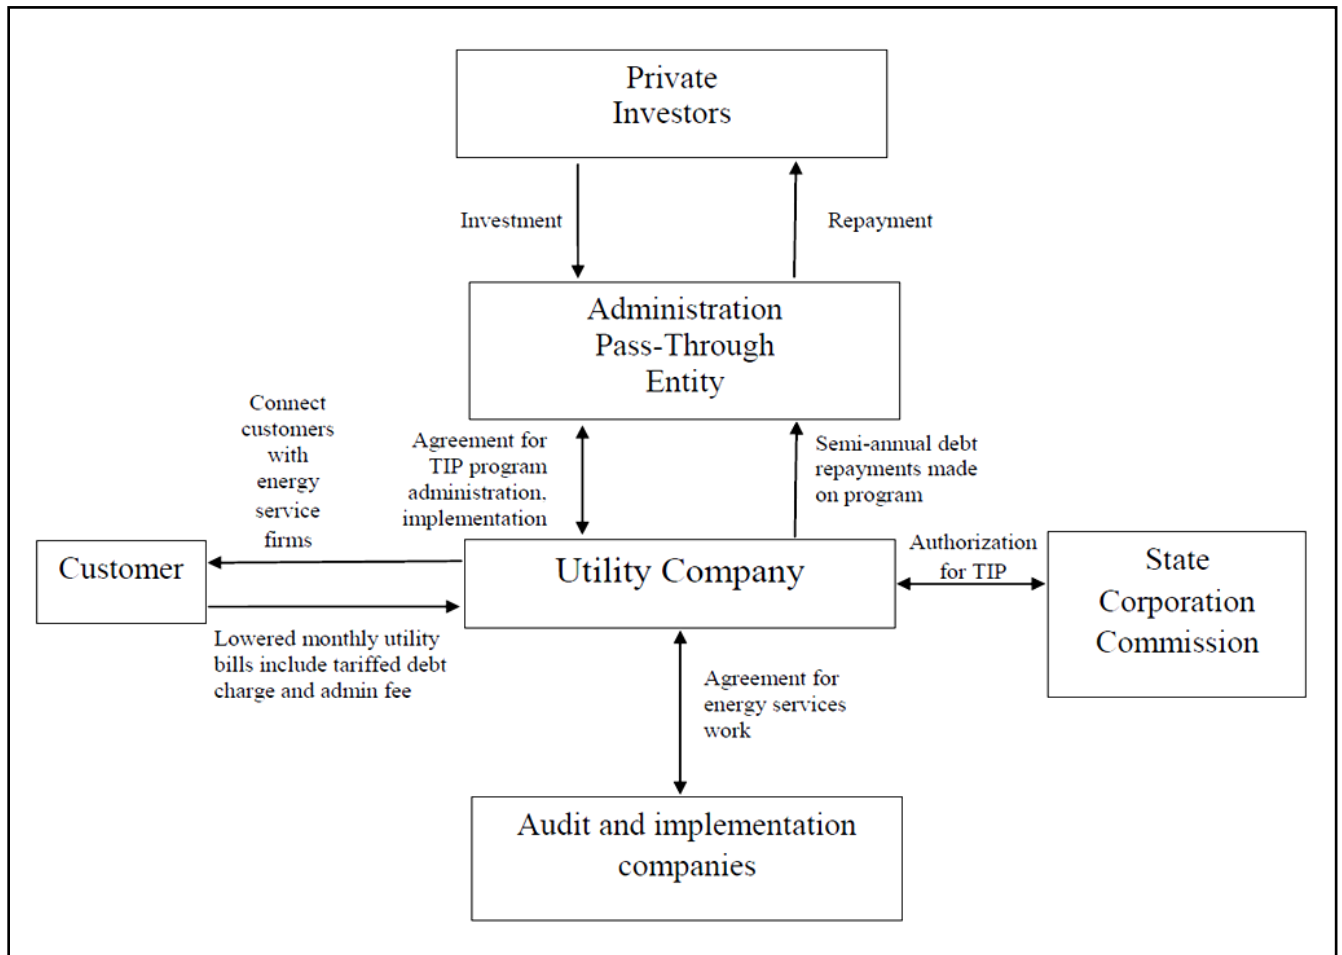 Private
Investors
Investment
Repayment
Administration
Pass-Through
Entity
Connect
customers
with
energy
service
firms
Agreement for
TIP program
administration,
implementation
Semi-annual debt
repayments made
on program
Customer
Utility Company
Authorization
for TIP
State
Corporation
Commission
Lowered monthly utility
bills include tariffed debt
charge and admin fee
Agreement for
energy services
work
Audit and implementation
companies